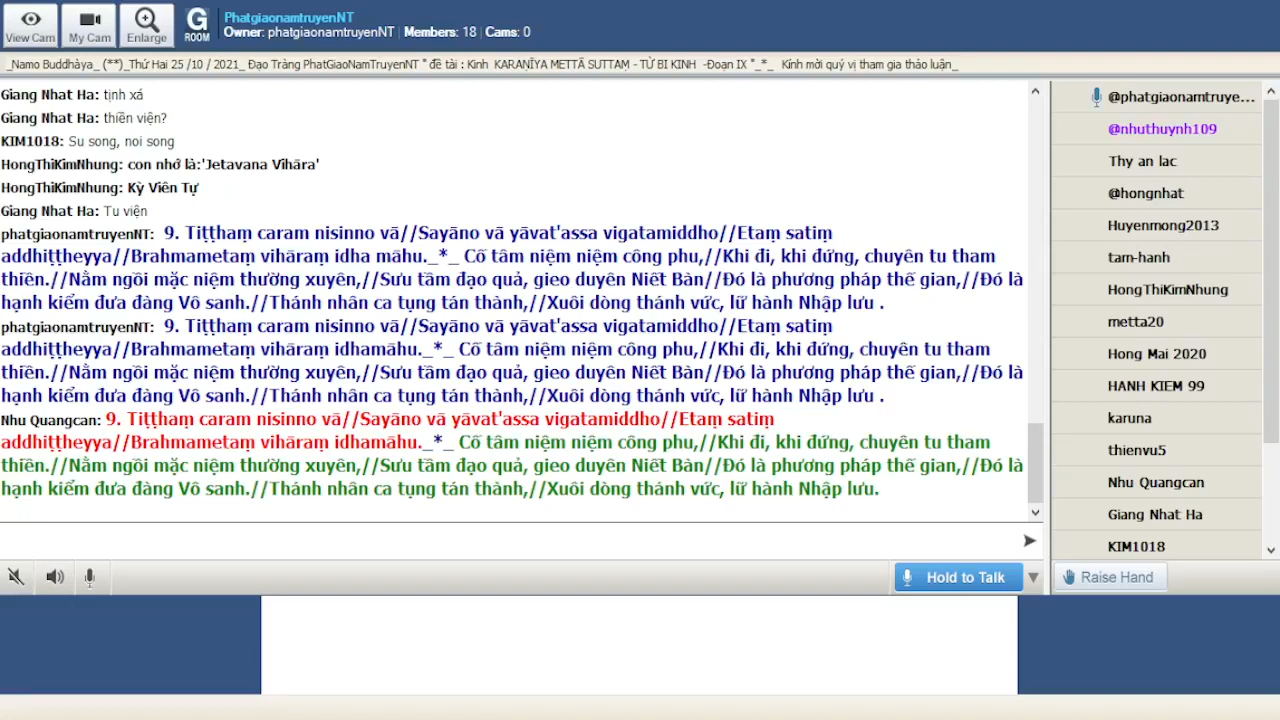 View Cam
My Cam
Enlarge
G
ROOM
PhatgiaonamtruyenNT
Owner: phatgiaonamtruyenNT | Members: 18 | Cams: 0
_Namo Buddhàya_ (**)_Thứ Hai 25 /10 / 2021_ Đạo Tràng PhatGiaoNamTruyenNT * đề tài : Kinh KARAṆĪYA METTĀ SUTTAṀ - TỪ BI KINH -Đoạn IX "_*_ Kính mời quý vị tham gia thảo luận_
Giang Nhat Ha: tịnh xá
Giang Nhat Ha: thiền viện?
KIM1018: Su song, noi song
HongThiKimNhung: con nhớ là:'Jetavana Vihāra'
HongThiKimNhung: Kỳ Viên Tự
Giang Nhat Ha: Tu viện
phatgiaonamtruyenNT: 9. Tiṭṭhaṃ caram nisinno vā//Sayāno vā yāvat'assa vigatamiddho//Etaṃ satiṃ
addhiṭṭheyya//Brahmametaṃ vihāraṃ idha māhu._*_ Cố tâm niệm niệm công phu,//Khi đi, khi đứng, chuyên tu tham
thiền.//Nằm ngồi mặc niệm thường xuyên,//Sưu tầm đạo quả, gieo duyên Niết Bàn//Đó là phương pháp thế gian,//Đó là
hạnh kiểm đưa đàng Vô sanh.//Thánh nhân ca tụng tán thành,//Xuôi dòng thánh vức, lữ hành Nhập lưu .
phatgiaonamtruyenNT: 9. Tiṭṭhaṃ caram nisinno vā//Sayāno vā yāvat'assa vigatamiddho//Etaṃ satiṃ
addhiṭṭheyya//Brahmametaṃ vihāraṃ idhamāhu._*_ Cố tâm niệm niệm công phu,//Khi đi, khi đứng, chuyên tu tham
thiền.//Nằm ngồi mặc niệm thường xuyên,//Sưu tầm đạo quả, gieo duyên Niết Bàn//Đó là phương pháp thế gian,//Đó là
hạnh kiểm đưa đàng Vô sanh.//Thánh nhân ca tụng tán thành,//Xuôi dòng thánh vức, lữ hành Nhập lưu .
Nhu Quangcan: 9. Tiṭṭhaṃ caram nisinno vā//Sayāno vā yāvat'assa vigatamiddho//Etaṃ satiṃ
addhiṭṭheyya//Brahmametaṃ vihāraṃ idhamāhu._*_ Cố tâm niệm niệm công phu,//Khi đi, khi đứng, chuyên tu tham
thiền.//Nằm ngồi mặc niệm thường xuyên,//Sưu tầm đạo quả, gieo duyên Niết Bàn//Đó là phương pháp thế gian,//Đó là
hạnh kiểm đưa đàng Vô sanh.//Thánh nhân ca tụng tán thành,//Xuôi dòng thánh vức, lữ hành Nhập lưu.
Hold to Talk
@phatgiaonamtruye...
@nhuthuynh109
Thy an lac
@hongnhat
Huyenmong2013
tam-hanh
HongThiKimNhung
metta20
Hong Mai 2020
HANH KIEM 99
karuna
thienvu5
Nhu Quangcan
Giang Nhat Ha
KIM1018
Raise Hand